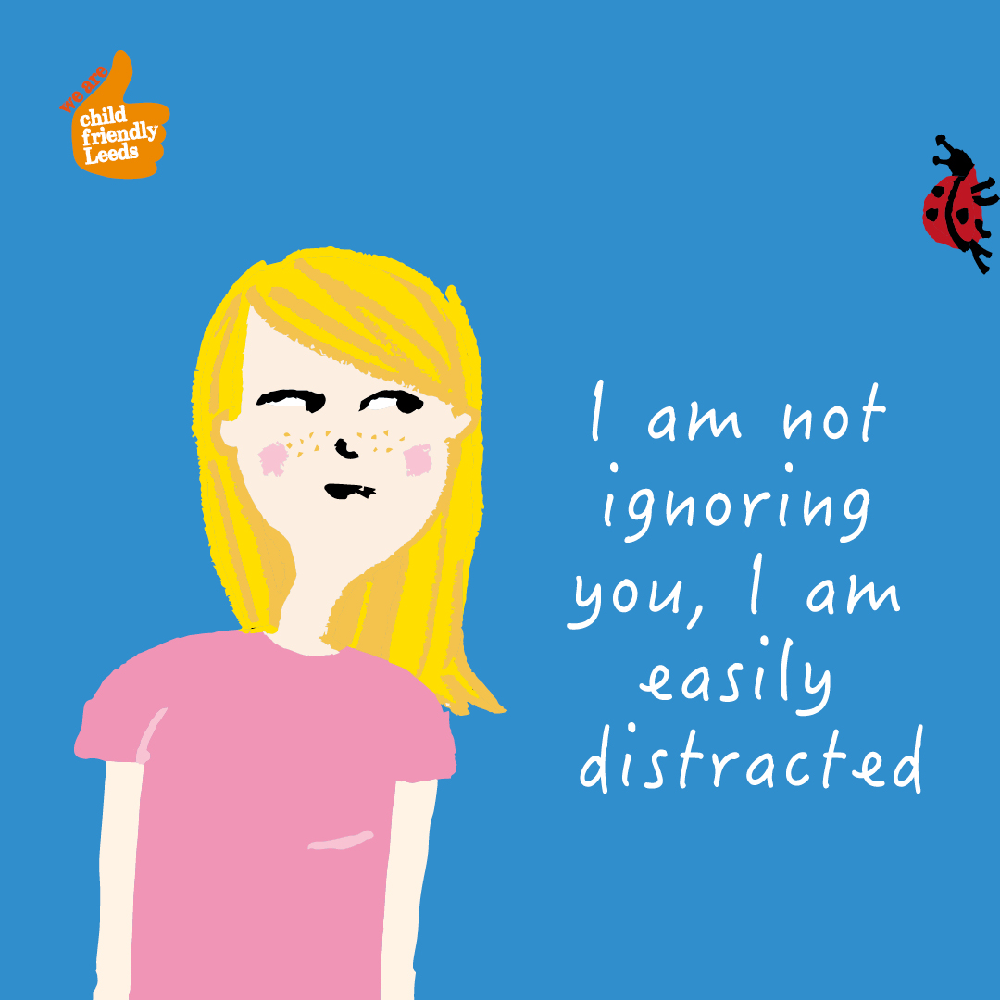 we are
child
friendly
Leeds
I am not
ignoring
you, I am
easily
distracted